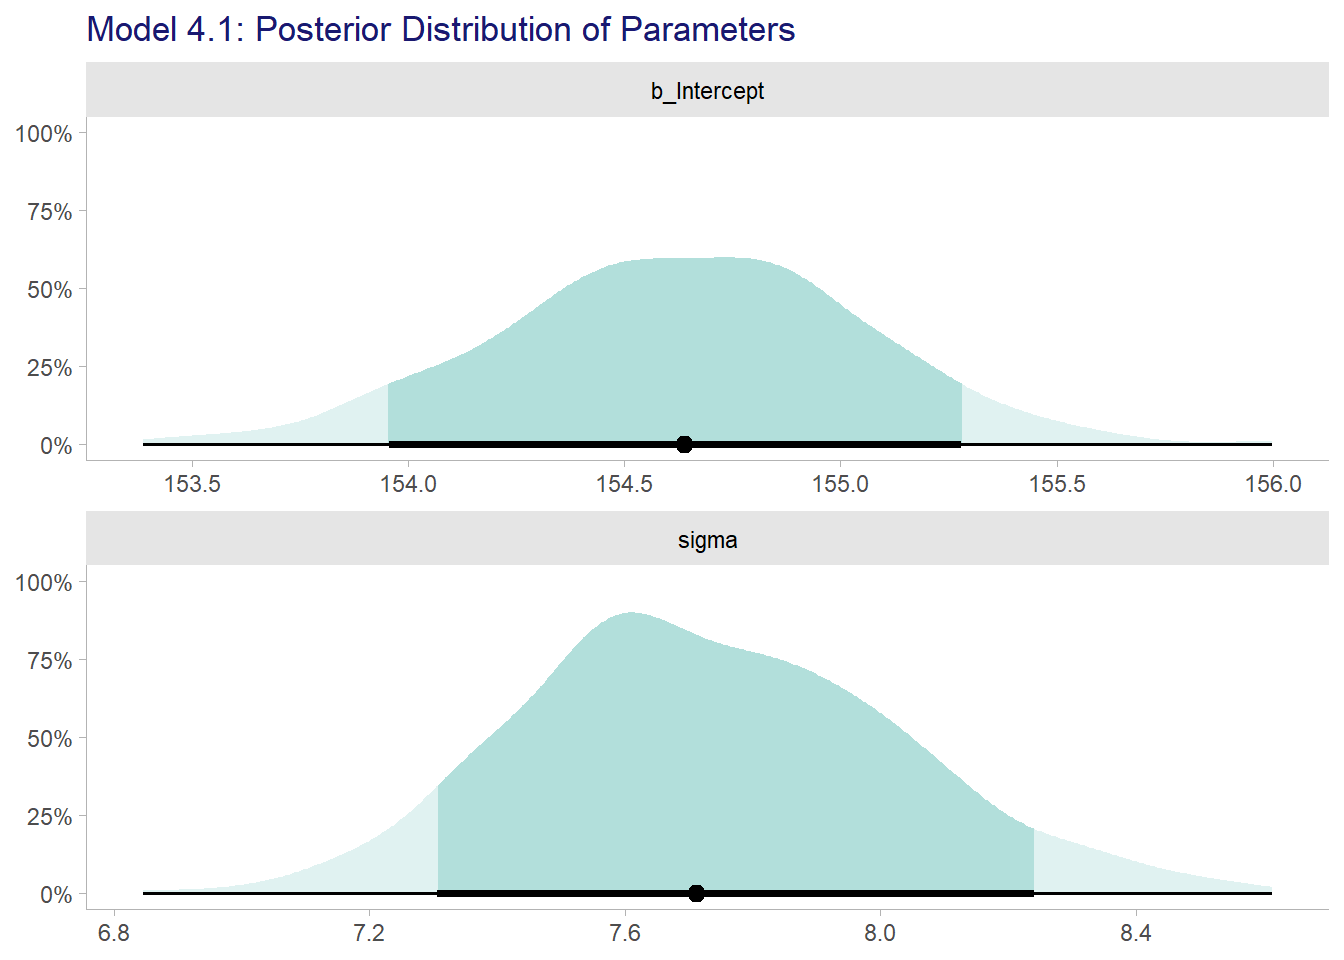 Model 4.1: Posterior Distribution of Parameters
b_Intercept
100%
75%
50%
25%
0%
153.5 154.0 154.5 155.0 155.5 156.0
sigma
100%
75%
50%
25%
0%
6.8 7.2 7.6 8.0 8.4